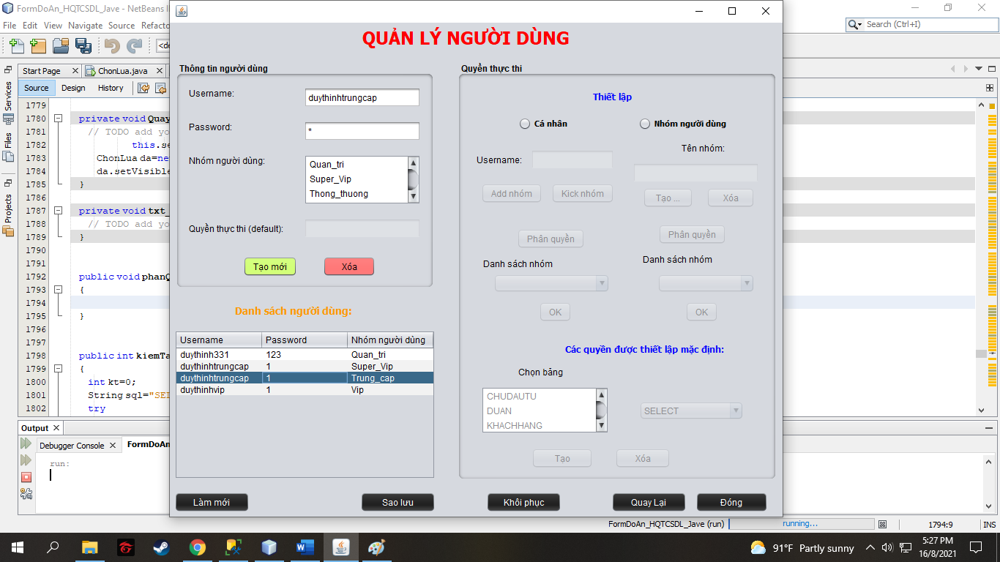 FormDoAn_HQTCSDL_Jave - NetBeans I
File Edit View Navigate Source Refacto
Search (Ctrl+I)
<de
Start Page
ChonLua.java
Source Design History
Services
Files
Projects
1779
1780 private void Quay
1781 // TODO add yo
1782 this.se
1783 ChonLua da=ne
1784 da.setVisible
1785 }
1786
1787 private void txt_
1788 // TODO add yo
1789 }
1790
1791
1792 public void phanQ
1793 {
1794
1795 }
1796
1797
1798 public int kiemTa
1799 {
1800 int kt=0;
1801 String sql="SEL
1802 try
Output
Debugger Console
FormDoAn
run:
QUẢN LÝ NGƯỜI DÙNG
Thông tin người dùng
Username:
duythinhtrungcap
Password:
*
Nhóm người dùng:
Quan_tri
Super_Vip
Thong_thuong
Quyền thực thi (default):
Tạo mới
Xóa
Danh sách người dùng:
Username Password Nhóm người dùng
duythinh331 123 Quan_tri
duythinhtrungcap 1 Super_Vip
duythinhtrungcap 1 Trung_cap
duythinhvip 1 Vip
Quyền thực thi
Thiết lập
Cá nhân
Nhóm người dùng
Username:
Tên nhóm:
Add nhóm
Kick nhóm
Tạo ...
Xóa
Phân quyền
Phân quyền
Danh sách nhóm
Danh sách nhóm
OK
OK
Các quyền được thiết lập mặc định:
Chọn bảng
CHUDAUTU
DUAN
KHACHHANG
SELECT
Tạo
Xóa
Làm mới
Sao lưu
Khôi phục
Quay Lại
Đóng
FormDoAn_HQTCSDL_Jave (run)
running...
1794:9
INS
91°F Partly sunny
5:27 PM
16/8/2021